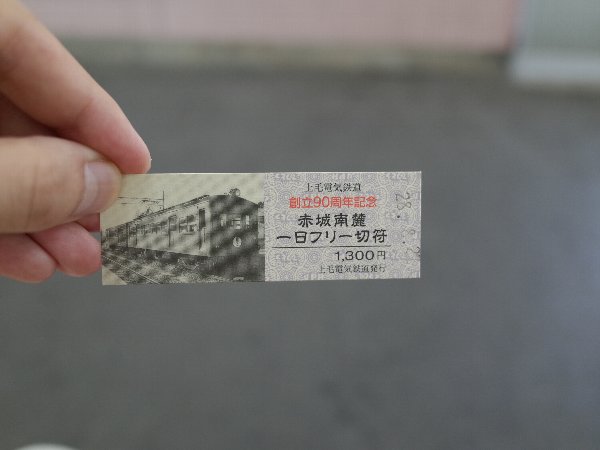 上毛電気鉄道
創立90周年記念
赤城南麓
一日フリー切符
1,300円
上毛電気鉄道発行